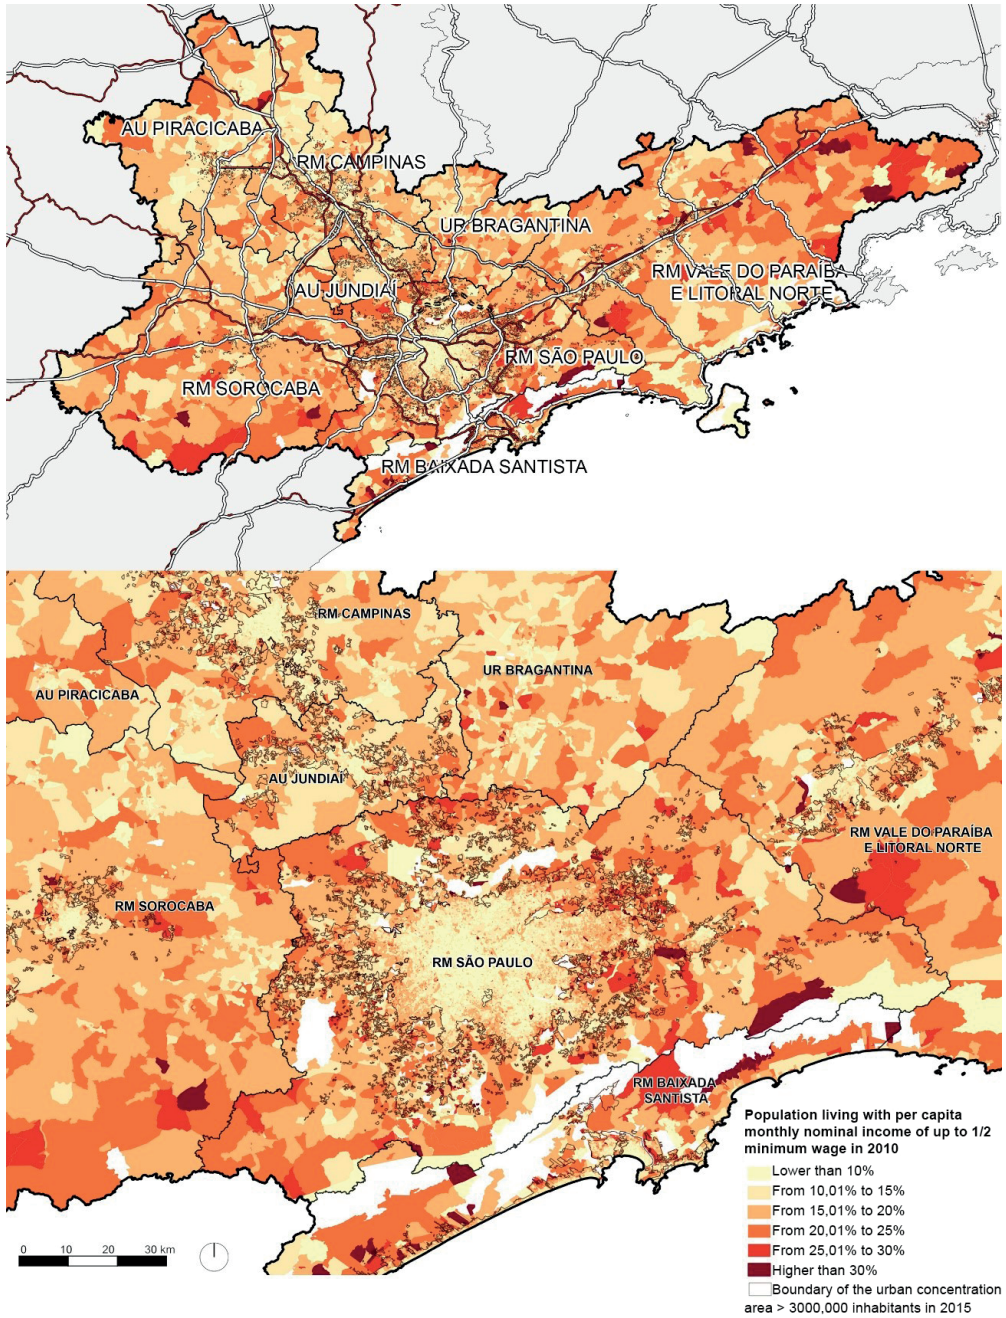 AU PIRACICABA
RM CAMPINAS
UR BRAGANTINA
RM VALE DO PARAÍBA
E LITORAL NORTE
AU JUNDIAÍ
RM SÃO PAULO
RM SOROCABA
RM BAIXADA SANTISTA
RM CAMPINAS
UR BRAGANTINA
AU PIRACICABA
AU JUNDIAÍ
RM VALE DO PARAÍBA
E LITORAL NORTE
RM SOROCABA
RM SÃO PAULO
RM BAIXADA
SANTISTA
Population living with per capita
monthly nominal income of up to 1/2
minimum wage in 2010
Lower than 10%
From 10,01% to 15%
From 15,01% to 20%
From 20,01% to 25%
From 25,01% to 30%
Higher than 30%
Boundary of the urban concentration
area > 3000,000 inhabitants in 2015
0 10 20 30 km